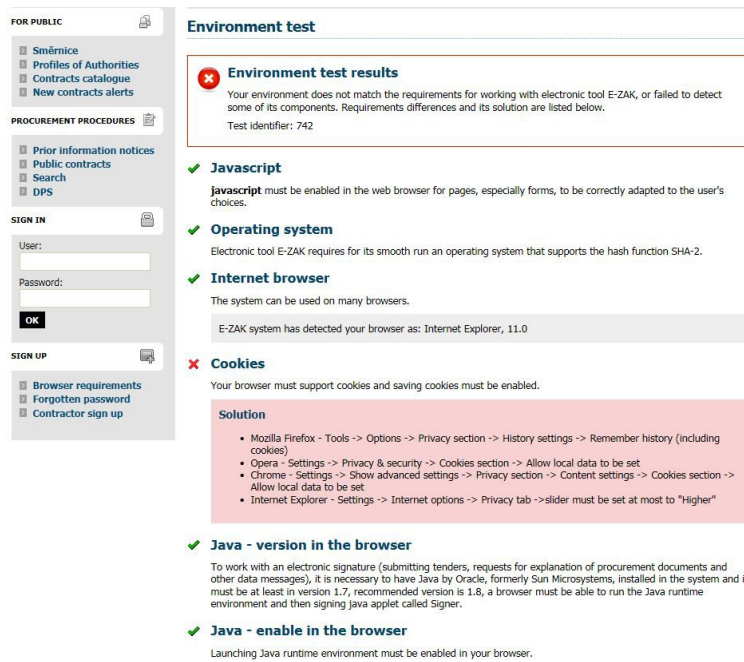 FOR PUBLIC
Směrnice
Profiles of Authorities
Contracts catalogue
New contracts alerts
PROCUREMENT PROCEDURES
Prior information notices
Public contracts
Search
DPS
SIGN IN
User:
Password:
OK
SIGN UP
Browser requirements
Forgotten password
Contractor sign up
Environment test
Environment test results
Your environment does not match the requirements for working with electronic tool E-ZAK, or failed to detect
some of its components. Requirements differences and its solution are listed below.
Test identifier: 742
Javascript
javascript must be enabled in the web browser for pages, especially forms, to be correctly adapted to the user's
choices.
Operating system
Electronic tool E-ZAK requires for its smooth run an operating system that supports the hash function SHA-2.
Internet browser
The system can be used on many browsers.
E-ZAK system has detected your browser as: Internet Explorer, 11.0
Cookies
Your browser must support cookies and saving cookies must be enabled.
Solution
• Mozilla Firefox - Tools -> Options -> Privacy section -> History settings -> Remember history (including
cookies)
• Opera - Settings -> Privacy & security -> Cookies section -> Allow local data to be set
• Chrome - Settings -> Show advanced settings -> Privacy section -> Content settings -> Cookies section ->
Allow local data to be set
• Internet Explorer - Settings -> Internet options -> Privacy tab ->slider must be set at most to "Higher"
Java - version in the browser
To work with an electronic signature (submitting tenders, requests for explanation of procurement documents and
other data messages), it is necessary to have Java by Oracle, formerly Sun Microsystems, installed in the system and
must be at least in version 1.7, recommended version is 1.8, a browser must be able to run the Java runtime
environment and then signing java applet called Signer.
Java - enable in the browser
Launching Java runtime environment must be enabled in your browser.